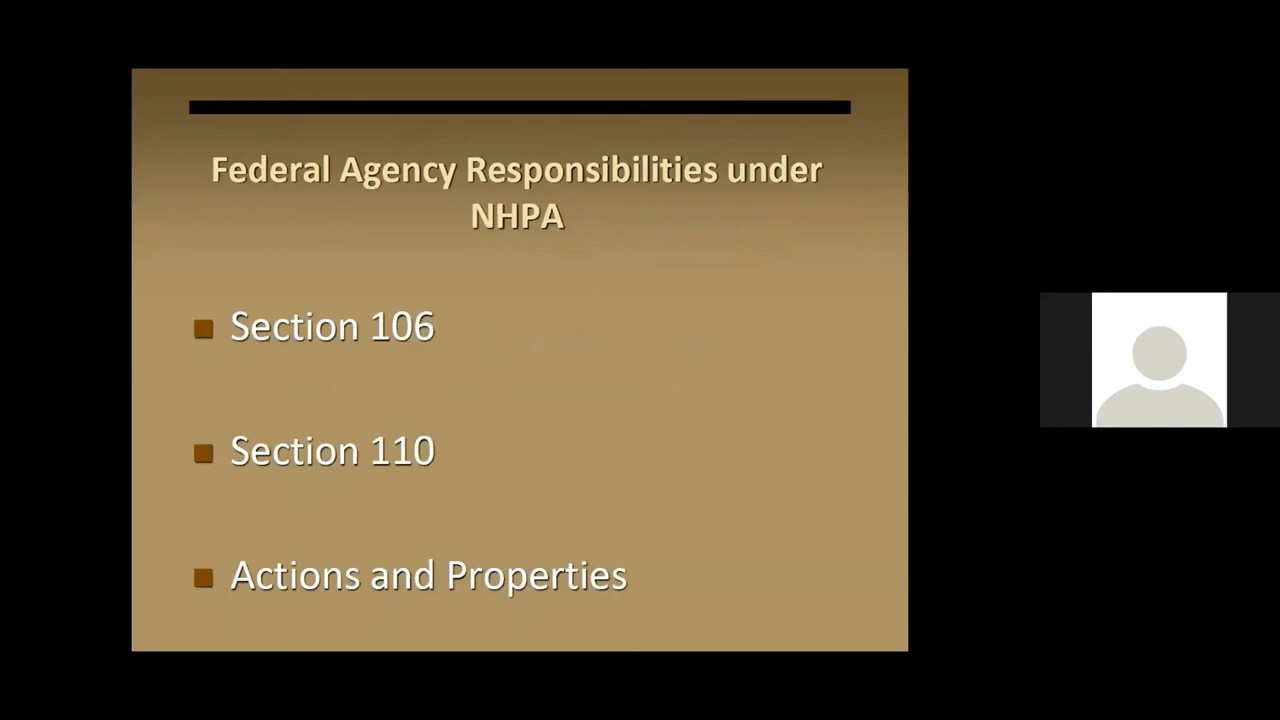 Federal Agency Responsibilities under
NHPA
Section 106
Section 110
Actions and Properties